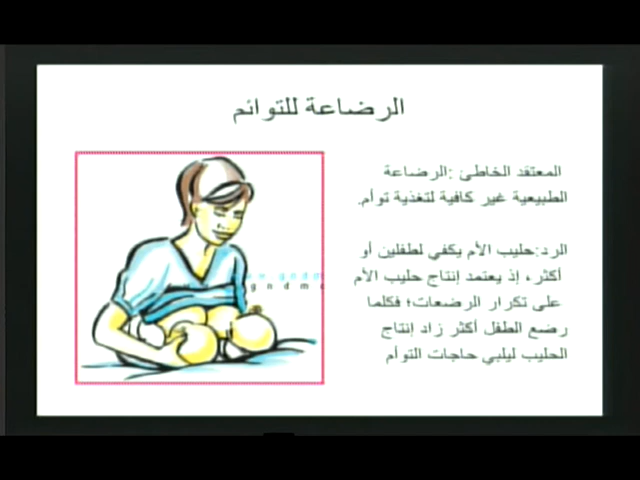 الرضاعة للتوائم
المعتقد الخاطئ :الرضاعة
الطبيعية غير كافية لتغذية توأم.
الرد:حليب الأم يكفي لطفلين أو
أكثر، إذ يعتمد إنتاج حليب الأم
على تكرار الرضعات؛ فكلما
رضع الطفل أكثر زاد إنتاج
الحليب ليلبي حاجات التوأم